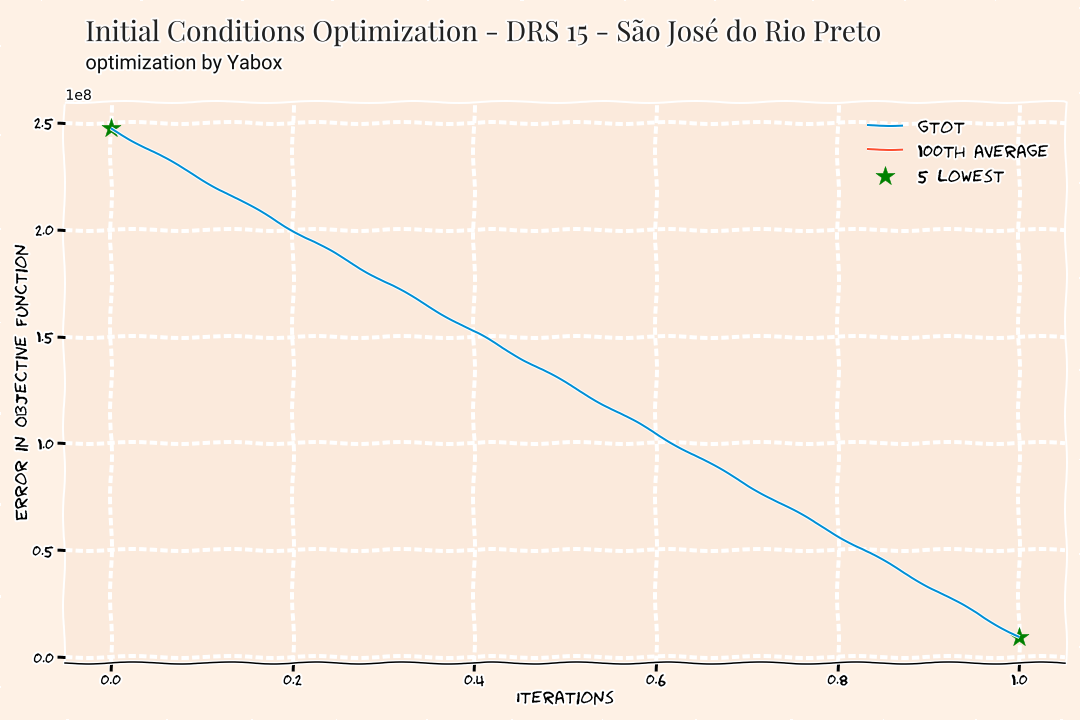 Initial Conditions Optimization - DRS 15 - São José do Rio Preto
optimization by Yabox
1e8
2.5
2.0
1.5
1.0
0.5
0.0
ERROR IN OBJECTIVE FUNCTION
GTOT
100TH AVERAGE
5 LOWEST
0.0 0.2 0.4 0.6 0.8 1.0
ITERATIONS